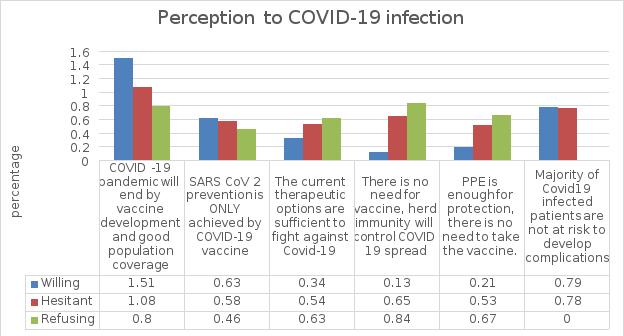 Perception to COVID-19 infection
percentage
1.6
1.4
1.2
1
0.8
0.6
0.4
0.2
0
COVID -19
pandemic will
end by
vaccine
development
and good
population
coverage
SARS CoV 2
prevention is
ONLY
achieved by
COVID-19
vaccine
The current
therapeutic
options are
sufficient to
fight against
Covid-19
There is no
need for
vaccine, herd
immunity will
control COVID
19 spread
PPE is
enough for
protection,
there is no
need to take
the vaccine.
Majority of
Covid19
infected
patients are
not at risk to
develop
complications
Willing 1.51 0.63 0.34 0.13 0.21 0.79
Hesitant 1.08 0.58 0.54 0.65 0.53 0.78
Refusing 0.8 0.46 0.63 0.84 0.67 0